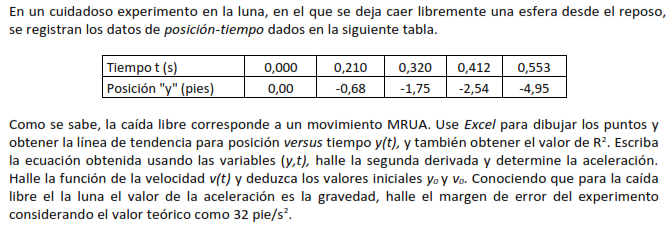 En un cuidadoso experimento en la luna, en el que se deja caer libremente una esfera desde el reposo,
se registran los datos de posición-tiempo dados en la siguiente tabla.
Tiempo t (s) 0,000 0,210 0,320 0,412 0,553
Posición "y" (pies) 0,00 -0,68 -1,75 -2,54 -4,95
Como se sabe, la caída libre corresponde a un movimiento MRUA. Use Excel para dibujar los puntos y
obtener la línea de tendencia para posición versus tiempo y(t), y también obtener el valor de R². Escriba
la ecuación obtenida usando las variables (y,t), halle la segunda derivada y determine la aceleración.
Halle la función de la velocidad v(t) y deduzca los valores iniciales y₀ y v₀. Conociendo que para la caída
libre el la luna el valor de la aceleración es la gravedad, halle el margen de error del experimento
considerando el valor teórico como 32 pie/s².